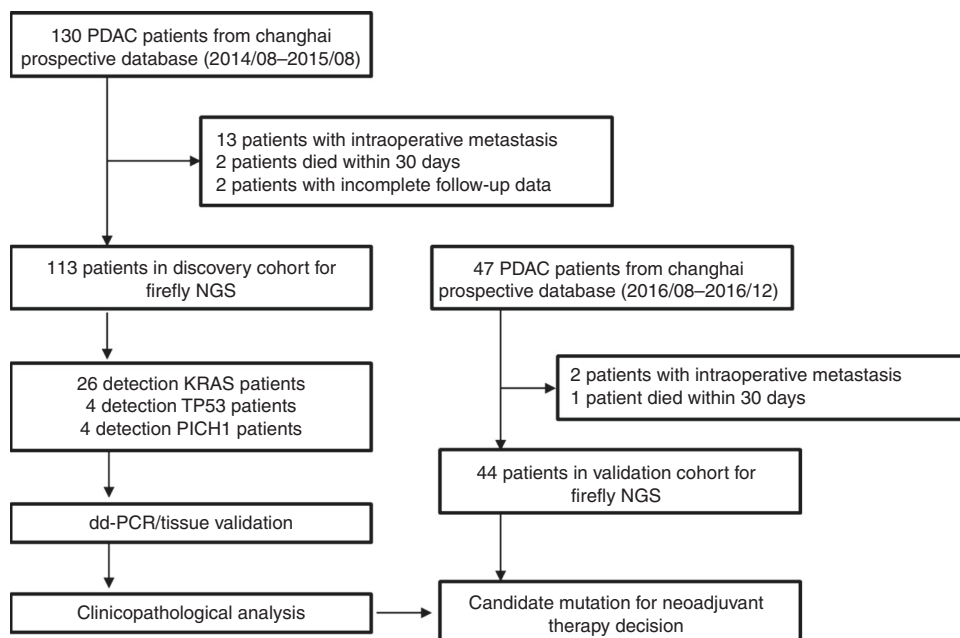 130 PDAC patients from changhai
prospective database (2014/08–2015/08)
13 patients with intraoperative metastasis
2 patients died within 30 days
2 patients with incomplete follow-up data
113 patients in discovery cohort for
firefly NGS
26 detection KRAS patients
4 detection TP53 patients
4 detection PICH1 patients
dd-PCR/tissue validation
Clinicopathological analysis
47 PDAC patients from changhai
prospective database (2016/08–2016/12)
2 patients with intraoperative metastasis
1 patient died within 30 days
44 patients in validation cohort for
firefly NGS
Candidate mutation for neoadjuvant
therapy decision